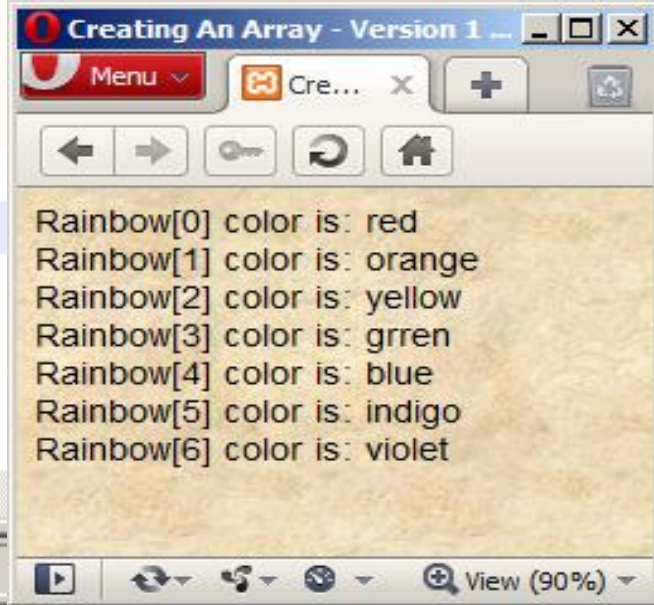 Creating An Array - Version 1 ...
Menu
Cre...
Rainbow[0] color is: red
Rainbow[1] color is: orange
Rainbow[2] color is: yellow
Rainbow[3] color is: grren
Rainbow[4] color is: blue
Rainbow[5] color is: indigo
Rainbow[6] color is: violet
View (90%)